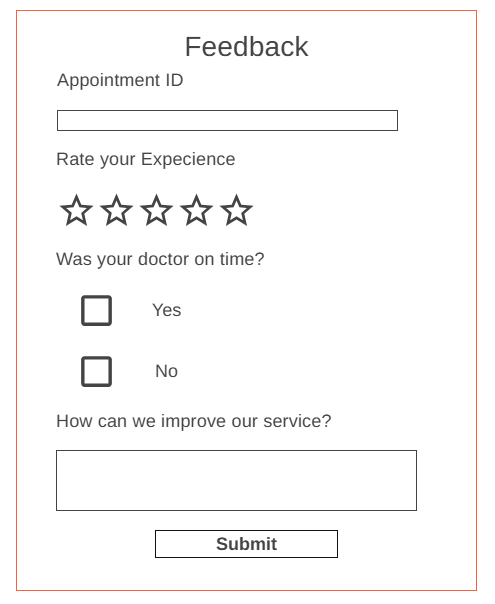 Feedback
Appointment ID
Rate your Expecience
Was your doctor on time?
Yes
No
How can we improve our service?
Submit